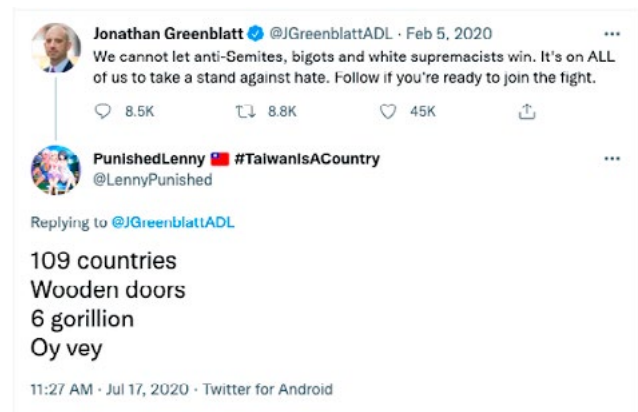 Jonathan Greenblatt @JGreenblattADL · Feb 5, 2020
We cannot let anti-Semites, bigots and white supremacists win. It's on ALL
of us to take a stand against hate. Follow if you're ready to join the fight.
8.5K 8.8K 45K
PunishedLenny 🇹🇼 #TaiwanIsACountry
@LennyPunished
Replying to @JGreenblattADL
109 countries
Wooden doors
6 gorillion
Oy vey
11:27 AM · Jul 17, 2020 · Twitter for Android